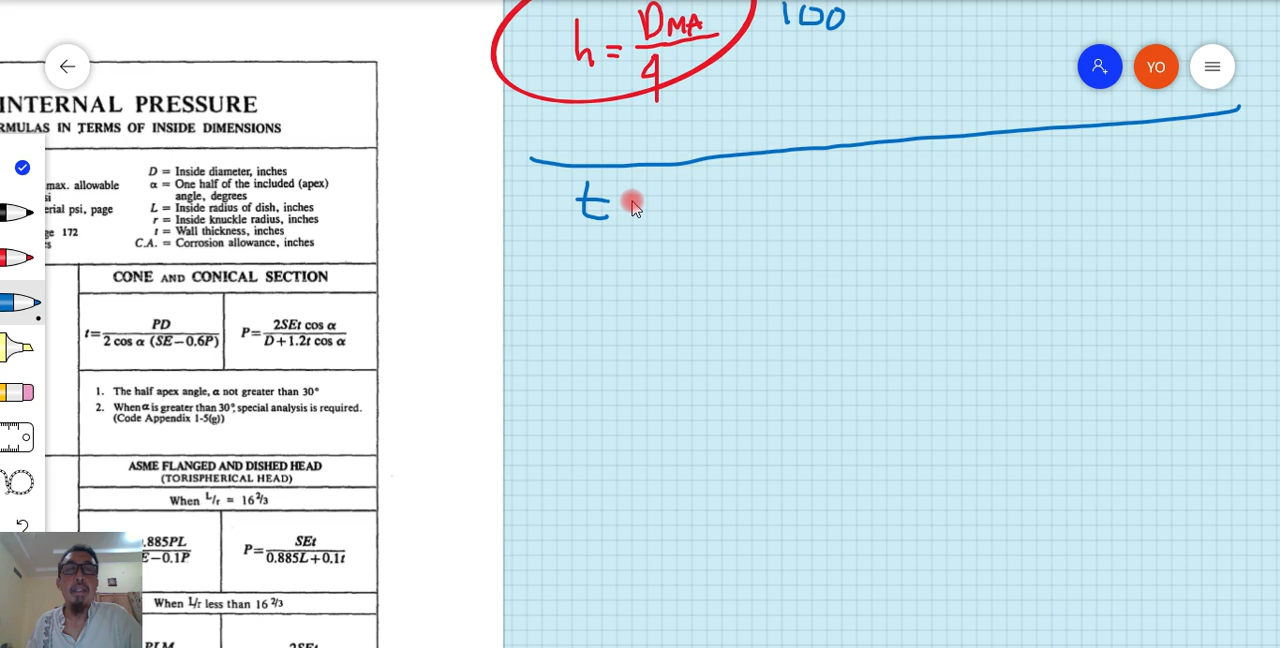 h = D_MA / 4
100
YO
INTERNAL PRESSURE
RMULAS IN TERMS OF INSIDE DIMENSIONS
max. allowable
si
erial psi, page
ge 172
D = Inside diameter, inches
α = One half of the included (apex)
angle, degrees
L = Inside radius of dish, inches
r = Inside knuckle radius, inches
t = Wall thickness, inches
C.A. = Corrosion allowance, inches
t
CONE AND CONICAL SECTION
t= PD / 2 cos α (SE−0.6P)
P= 2SEt cos α / D+1.2t cos α
1. The half apex angle, α not greater than 30°
2. When α is greater than 30°, special analysis is required.
(Code Appendix 1-5(g))
ASME FLANGED AND DISHED HEAD
(TORISPHERICAL HEAD)
When L/r = 16 2/3
.885PL / E−0.1P
P= SEt / 0.885L+0.1t
When L/r less than 16 2/3
PLM
2SEt